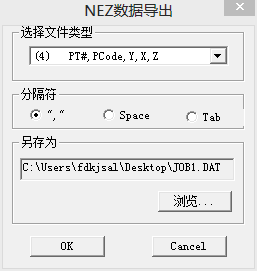 NEZ数据导出
选择文件类型
(4) PT#,PCode,Y,X,Z
分隔符
"," Space Tab
另存为
C:\Users\fdkjsal\Desktop\JOB1.DAT
浏览...
OK Cancel